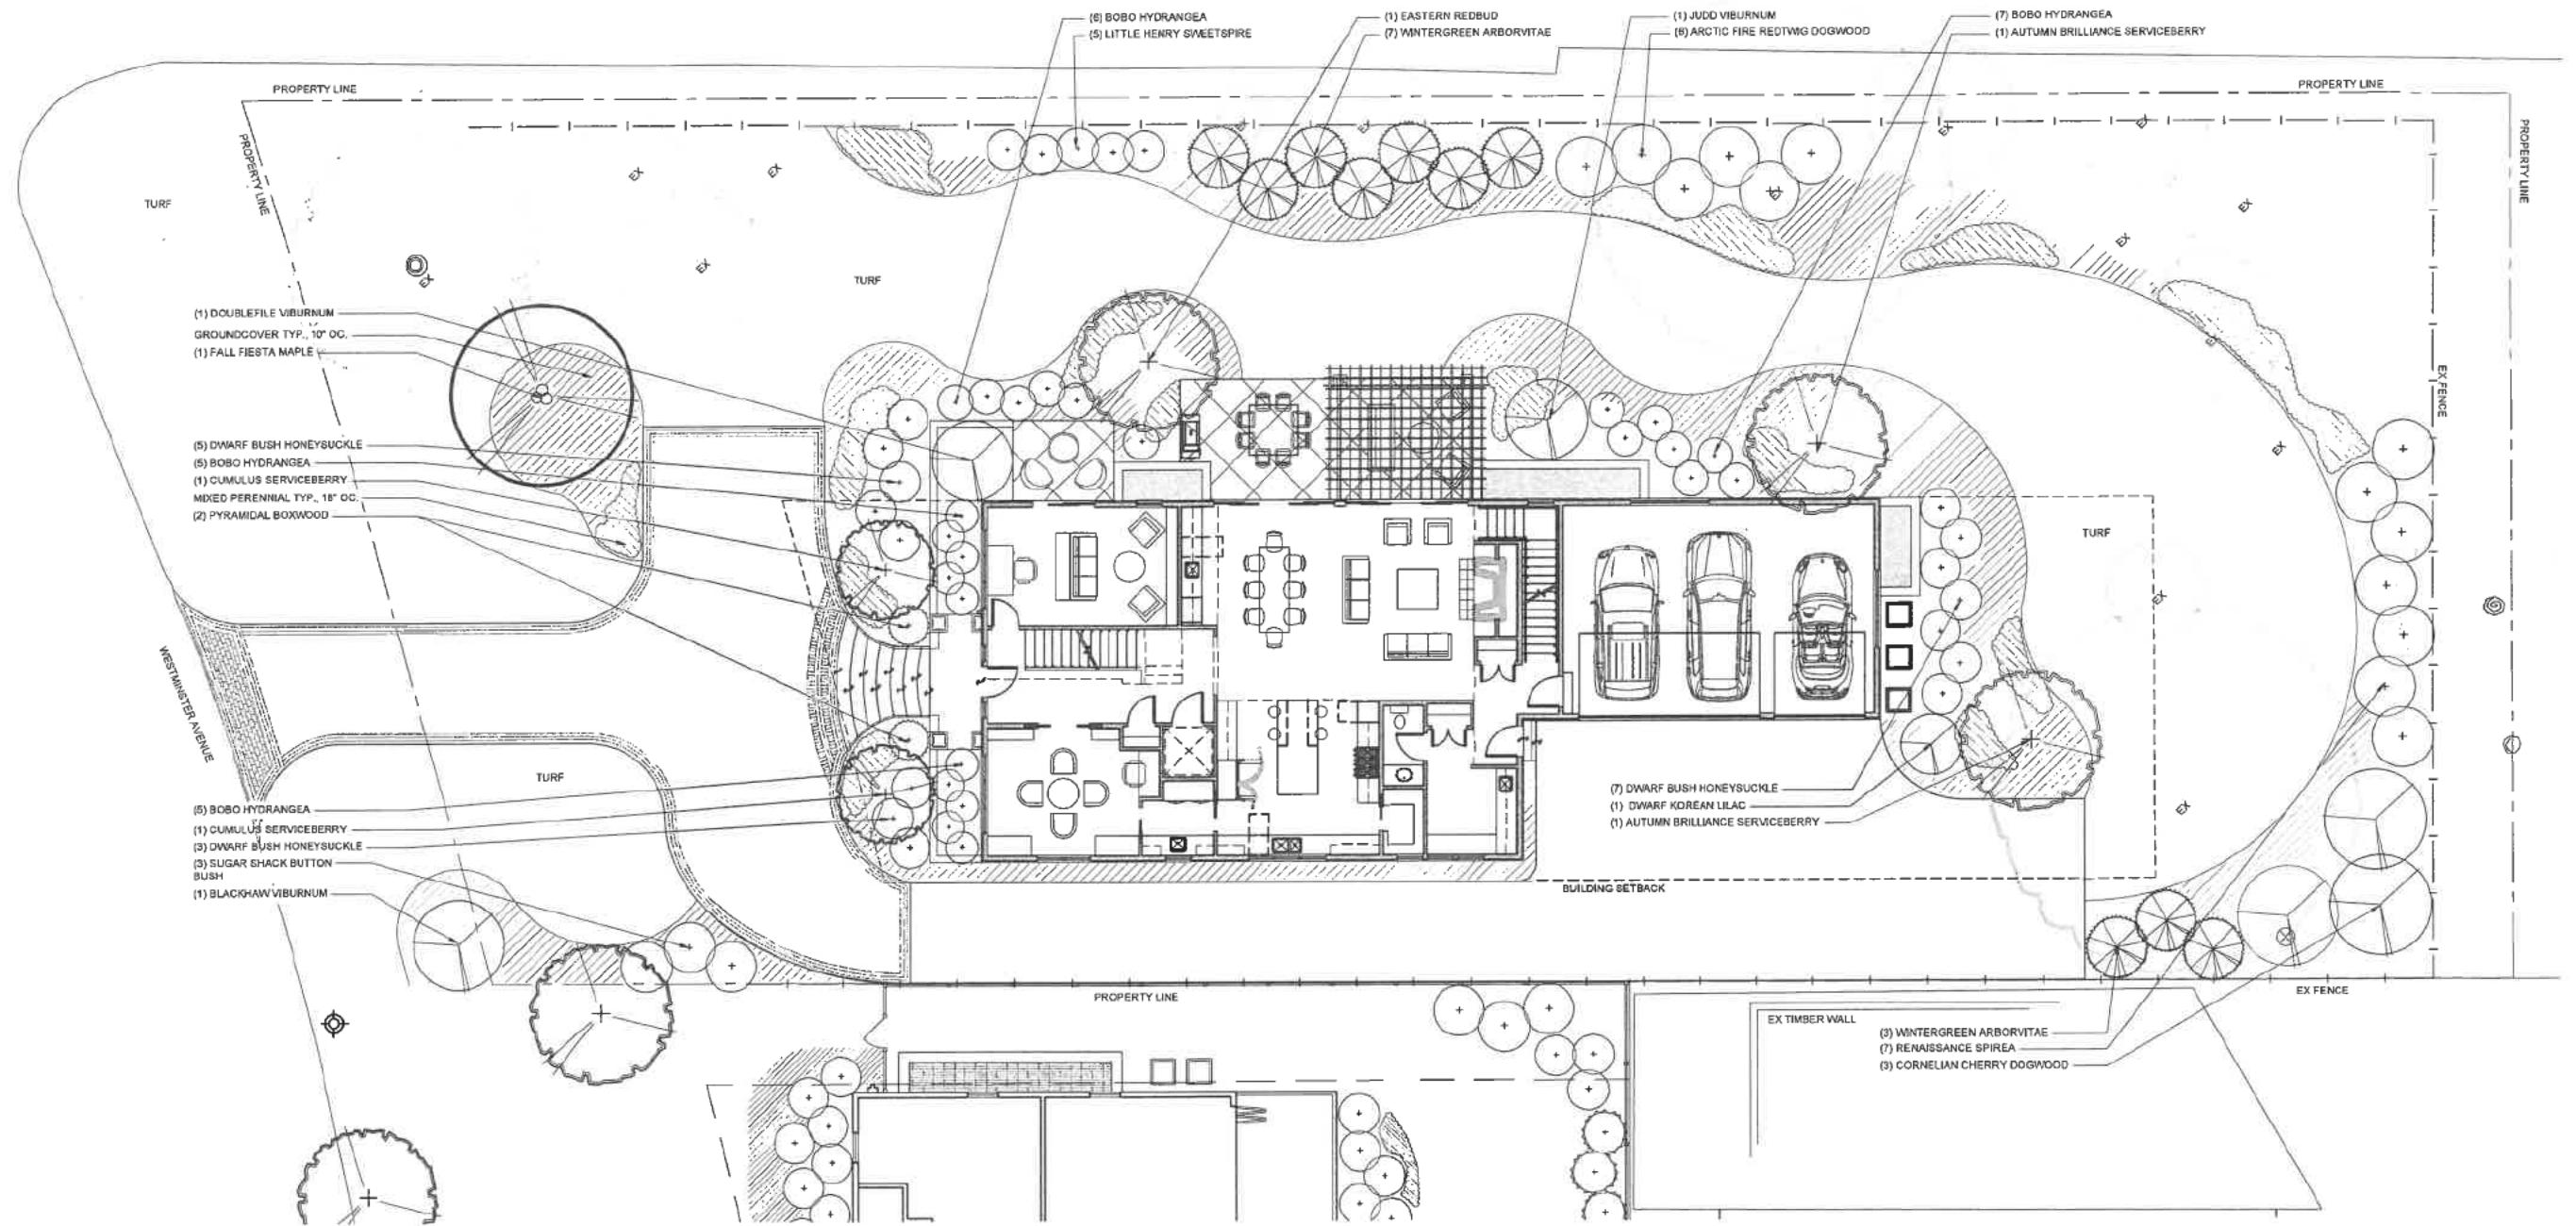 (6) BOBO HYDRANGEA
(5) LITTLE HENRY SWEETSPIRE
(1) EASTERN REDBUD
(7) WINTERGREEN ARBORVITAE
(1) JUDD VIBURNUM
(6) ARCTIC FIRE REDTWIG DOGWOOD
(7) BOBO HYDRANGEA
(1) AUTUMN BRILLIANCE SERVICEBERRY
PROPERTY LINE
PROPERTY LINE
PROPERTY LINE
PROPERTY LINE
EX
EX
EX
EX
EX
EX
TURF
EX
EX
EX
EX
TURF
(1) DOUBLEFILE VIBURNUM
GROUNDCOVER TYP., 10" OC.
(1) FALL FIESTA MAPLE
EX
EX FENCE
(5) DWARF BUSH HONEYSUCKLE
(5) BOBO HYDRANGEA
(1) CUMULUS SERVICEBERRY
MIXED PERENNIAL TYP., 18" OC.
(2) PYRAMIDAL BOXWOOD
EX
TURF
EX
WESTMINSTER AVENUE
TURF
(7) DWARF BUSH HONEYSUCKLE
(1) DWARF KOREAN LILAC
(1) AUTUMN BRILLIANCE SERVICEBERRY
EX
(5) BOBO HYDRANGEA
(1) CUMULUS SERVICEBERRY
(3) DWARF BUSH HONEYSUCKLE
(3) SUGAR SHACK BUTTON
BUSH
(1) BLACKHAW VIBURNUM
BUILDING SETBACK
PROPERTY LINE
EX FENCE
EX TIMBER WALL
(3) WINTERGREEN ARBORVITAE
(7) RENAISSANCE SPIREA
(3) CORNELIAN CHERRY DOGWOOD